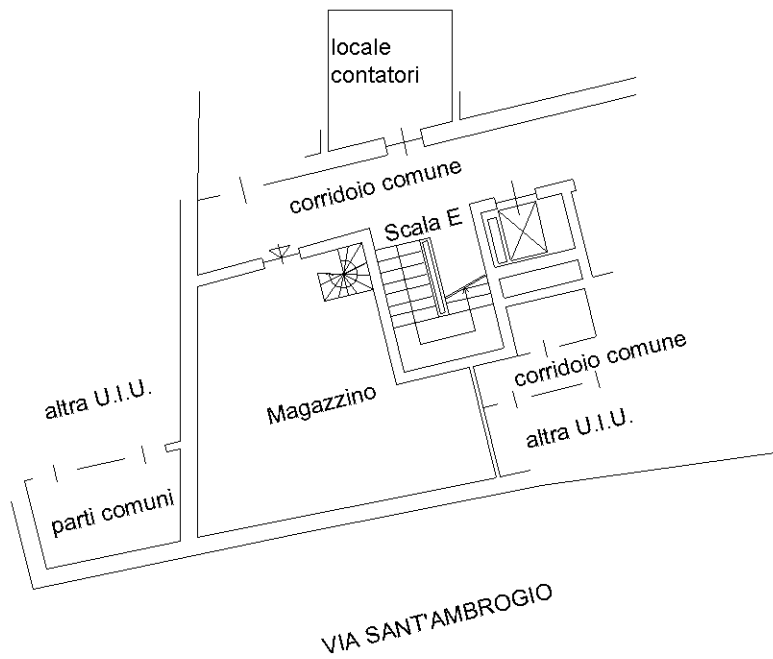 locale
contatori
corridoio comune
Scala E
altra U.I.U.
Magazzino
corridoio comune
altra U.I.U.
parti comuni
VIA SANT'AMBROGIO